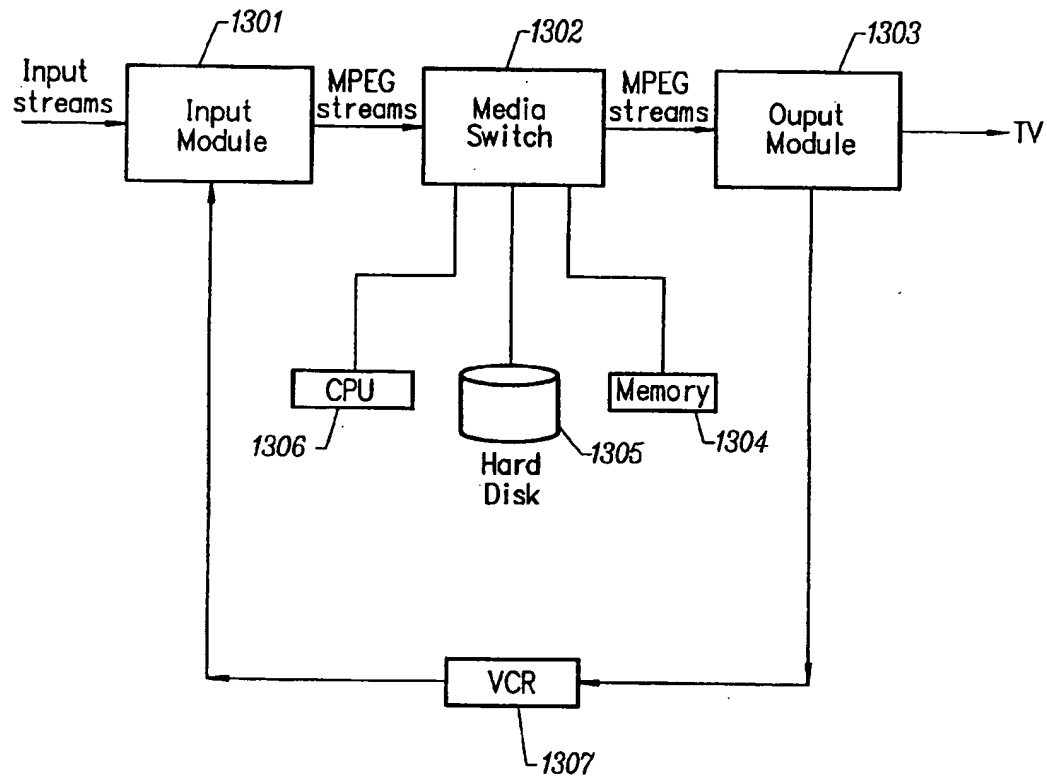 1301
1302
1303
Input
streams
Input
Module
MPEG
streams
Media
Switch
MPEG
streams
Ouput
Module
TV
CPU
1306
Hard
Disk
1305
Memory
1304
VCR
1307